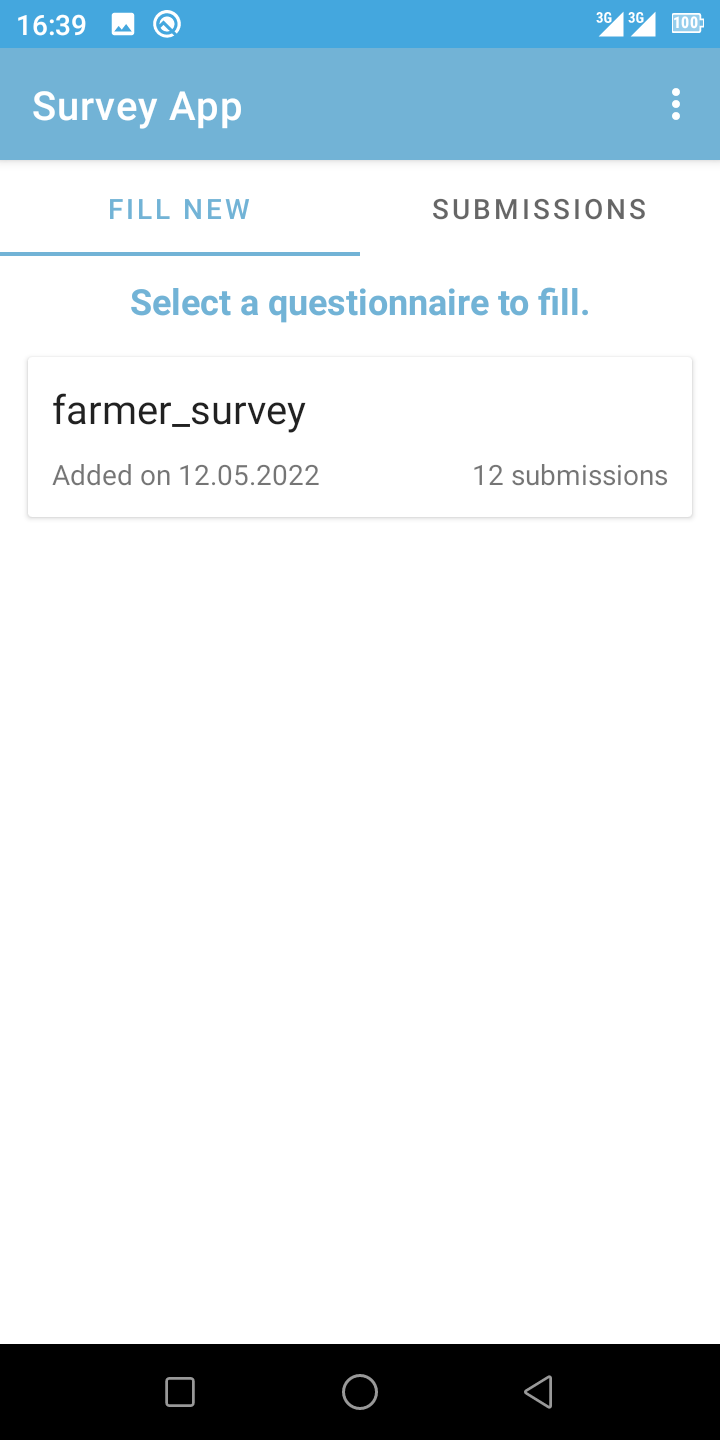 16:39 3G 3G 100
Survey App
FILL NEW SUBMISSIONS
Select a questionnaire to fill.
farmer_survey
Added on 12.05.2022 12 submissions